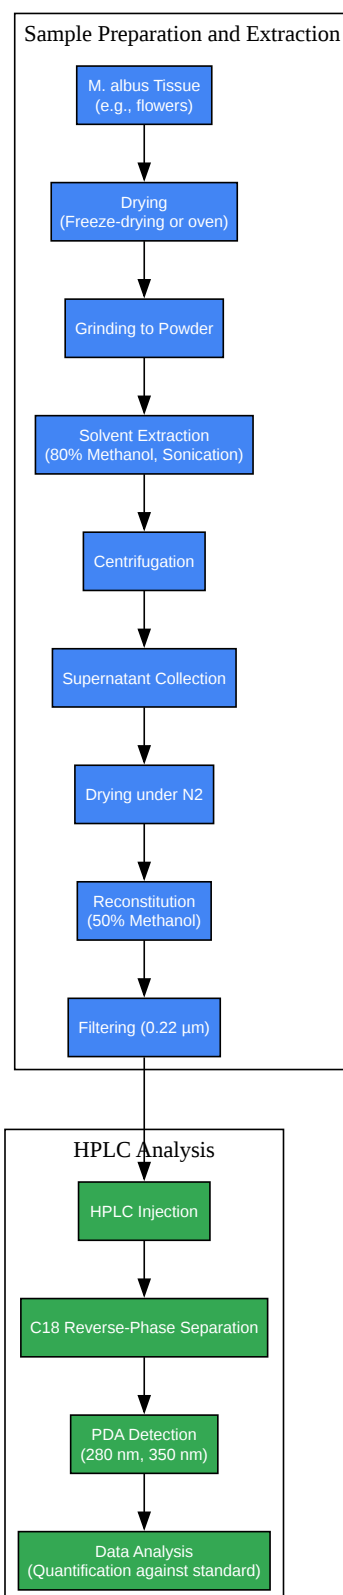 Sample Preparation and Extraction
M. albus Tissue
(e.g., flowers)
Drying
(Freeze-drying or oven)
Grinding to Powder
Solvent Extraction
(80% Methanol, Sonication)
Centrifugation
Supernatant Collection
Drying under N2
Reconstitution
(50% Methanol)
Filtering (0.22 µm)
HPLC Analysis
HPLC Injection
C18 Reverse-Phase Separation
PDA Detection
(280 nm, 350 nm)
Data Analysis
(Quantification against standard)